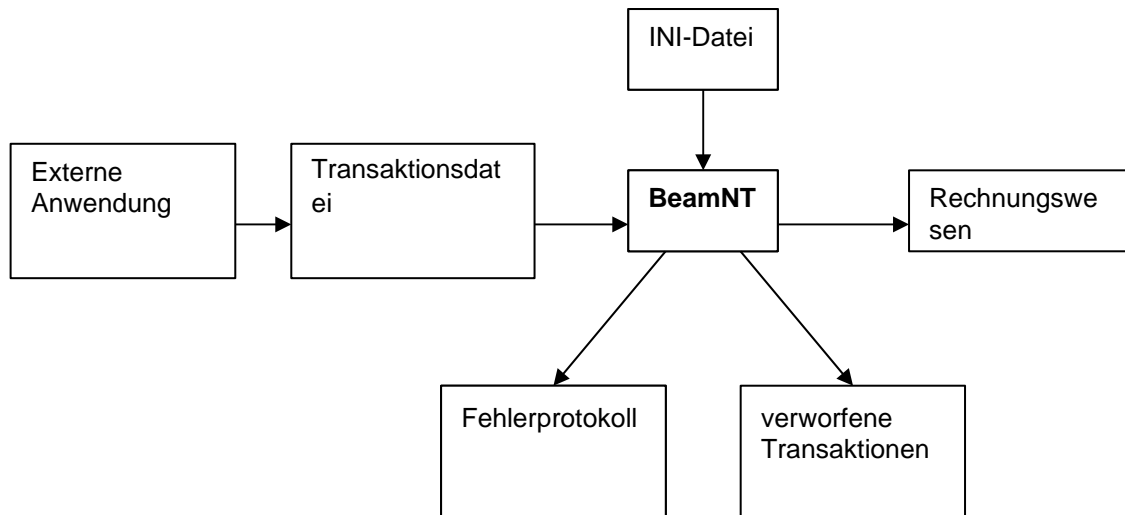 INI-Datei
Externe
Anwendung
Transaktionsdat
ei
BeamNT
Rechnungswe
sen
Fehlerprotokoll
verworfene
Transaktionen